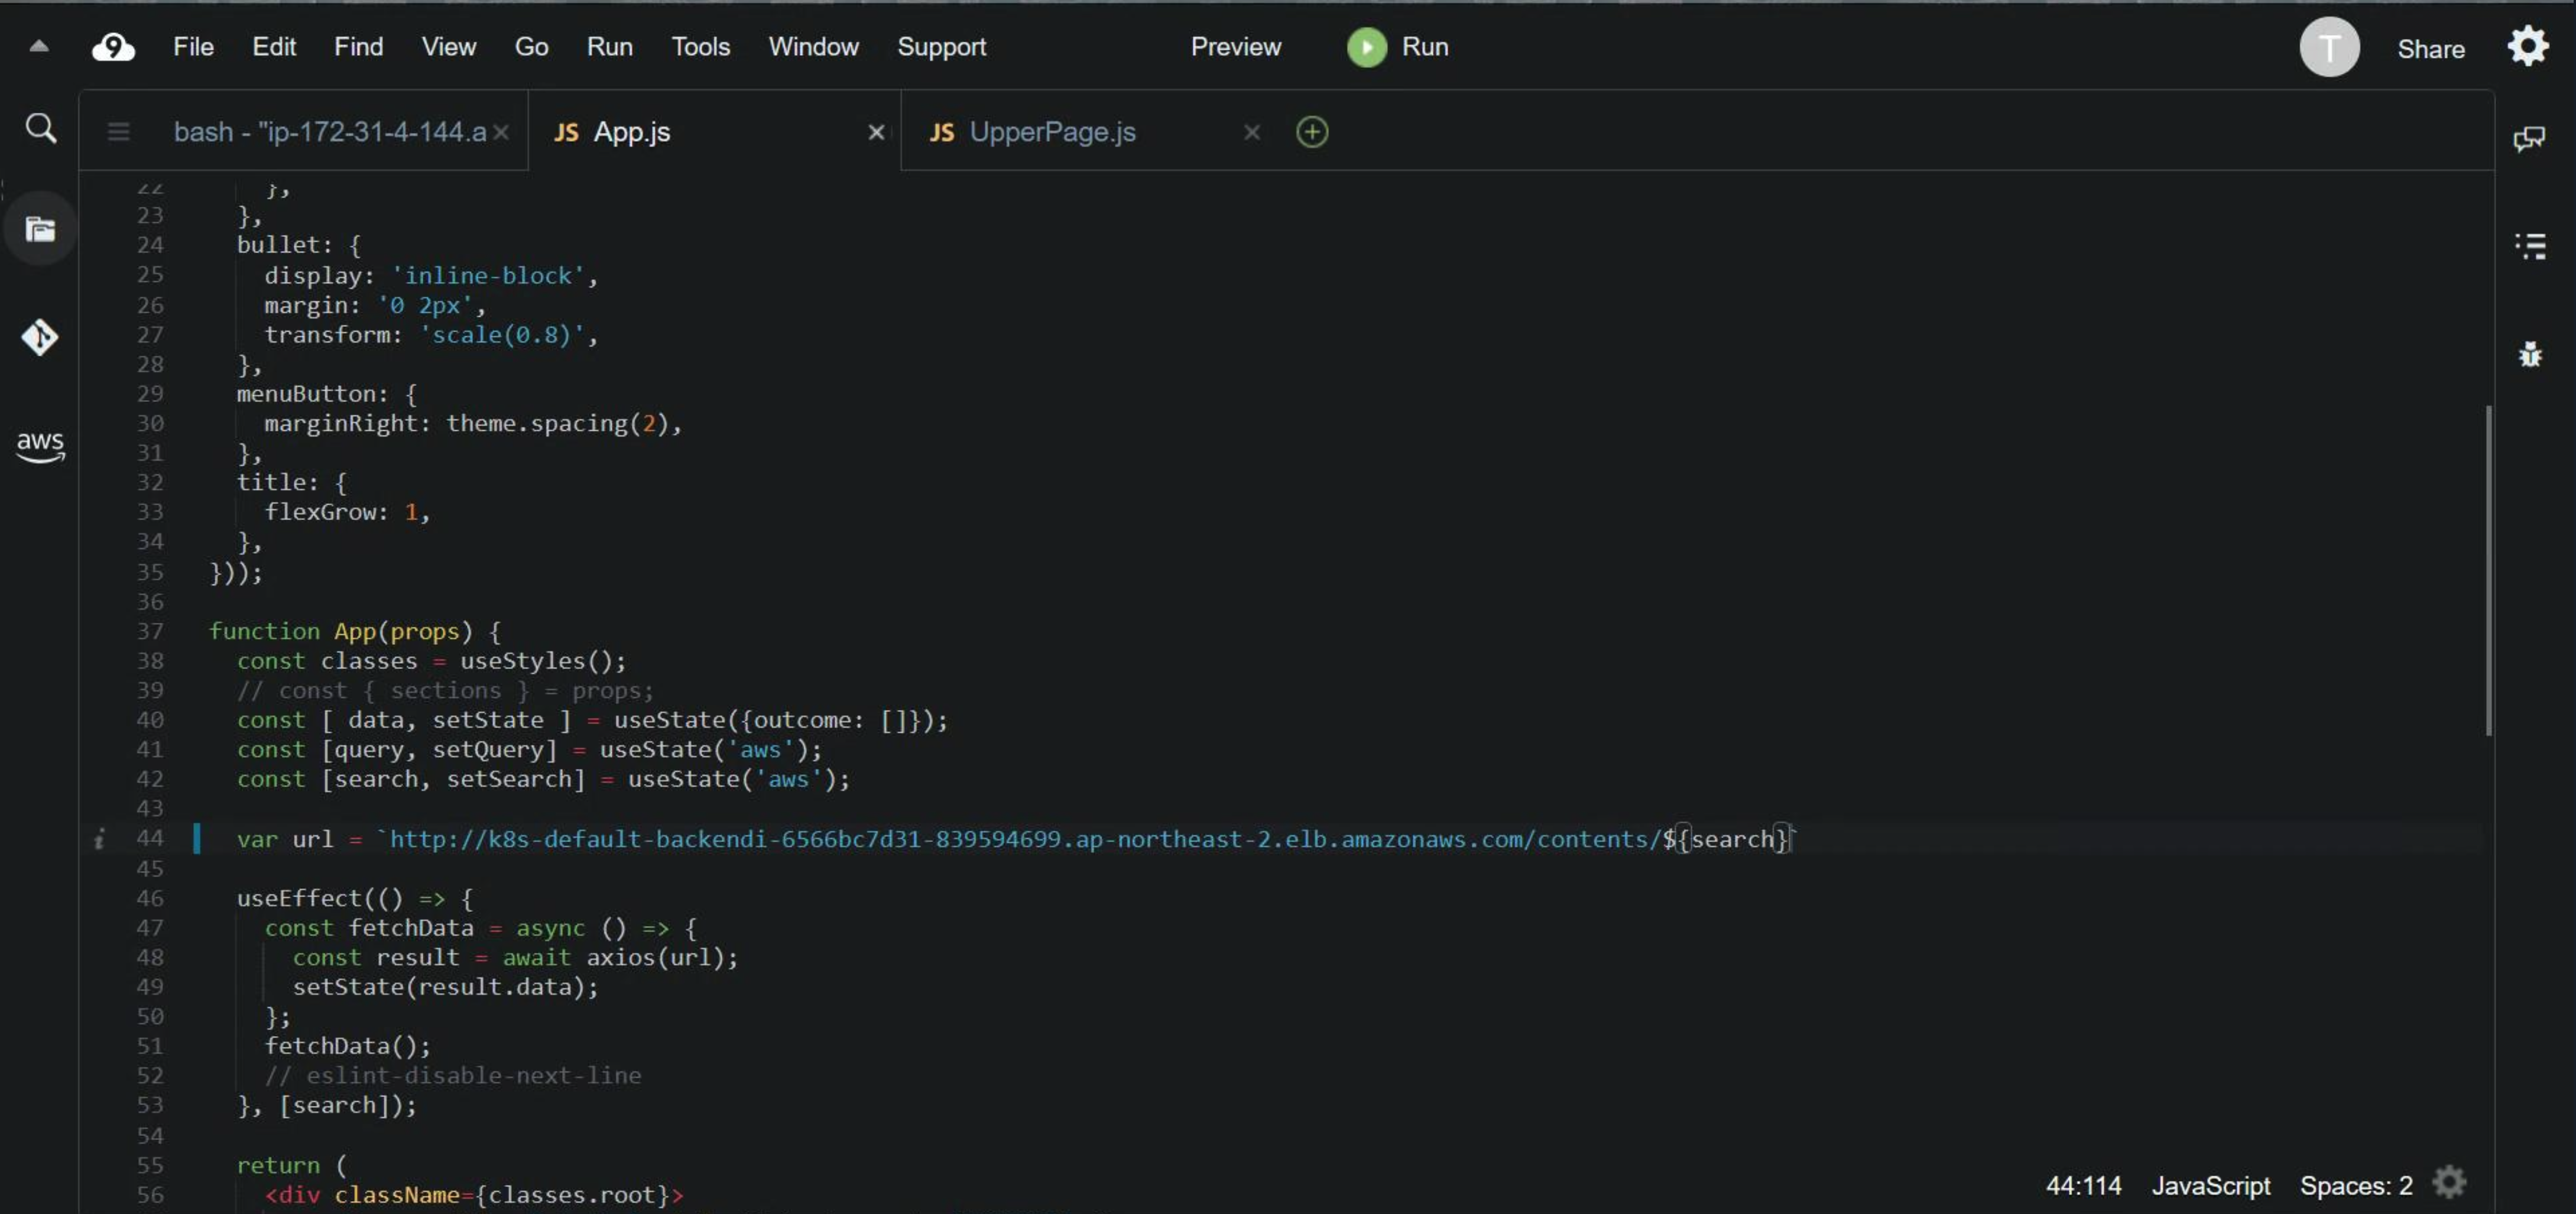 File Edit Find View Go Run Tools Window Support Preview Run T Share
bash - "ip-172-31-4-144.a × JS App.js × JS UpperPage.js ×
22 },
23 },
24 bullet: {
25 display: 'inline-block',
26 margin: '0 2px',
27 transform: 'scale(0.8)',
28 },
29 menuButton: {
30 marginRight: theme.spacing(2),
31 },
32 title: {
33 flexGrow: 1,
34 },
35 }));
36
37 function App(props) {
38 const classes = useStyles();
39 // const { sections } = props;
40 const [ data, setState ] = useState({outcome: []});
41 const [query, setQuery] = useState('aws');
42 const [search, setSearch] = useState('aws');
43
i 44 var url = `http://k8s-default-backendi-6566bc7d31-839594699.ap-northeast-2.elb.amazonaws.com/contents/${search}`
45
46 useEffect(() => {
47 const fetchData = async () => {
48 const result = await axios(url);
49 setState(result.data);
50 };
51 fetchData();
52 // eslint-disable-next-line
53 }, [search]);
54
55 return (
56 <div className={classes.root}>
aws
44:114 JavaScript Spaces: 2